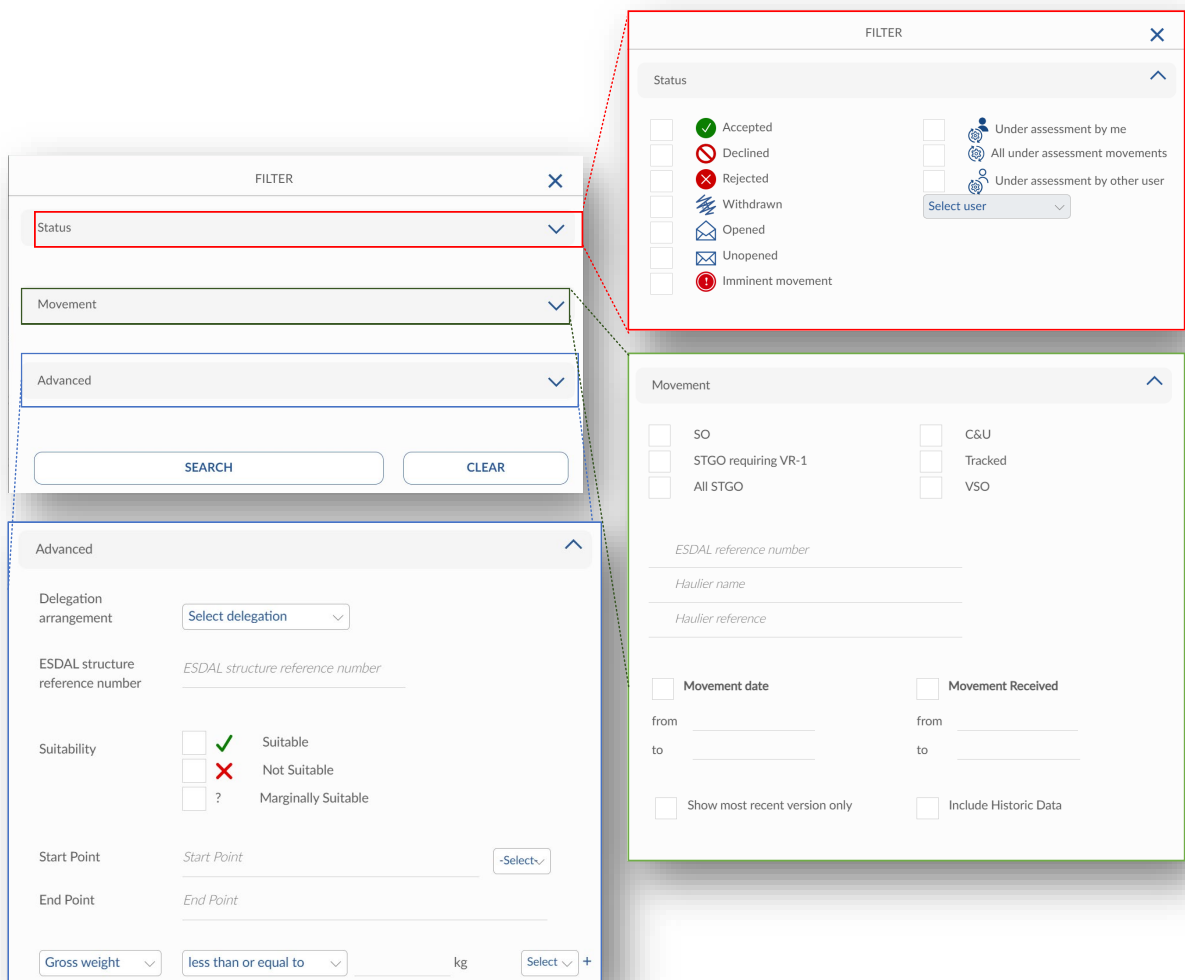 FILTER
Status
Movement
Advanced
SEARCH CLEAR
FILTER
Status
Accepted Under assessment by me
Declined All under assessment movements
Rejected Under assessment by other user
Withdrawn Select user
Opened
Unopened
Imminent movement
Movement
SO C&U
STGO requiring VR-1 Tracked
All STGO VSO
ESDAL reference number
Haulier name
Haulier reference
Movement date Movement Received
from from
to to
Show most recent version only Include Historic Data
Advanced
Delegation
arrangement Select delegation
ESDAL structure
reference number ESDAL structure reference number
Suitability Suitable
Not Suitable
? Marginally Suitable
Start Point Start Point -Select-
End Point End Point
Gross weight less than or equal to kg Select +